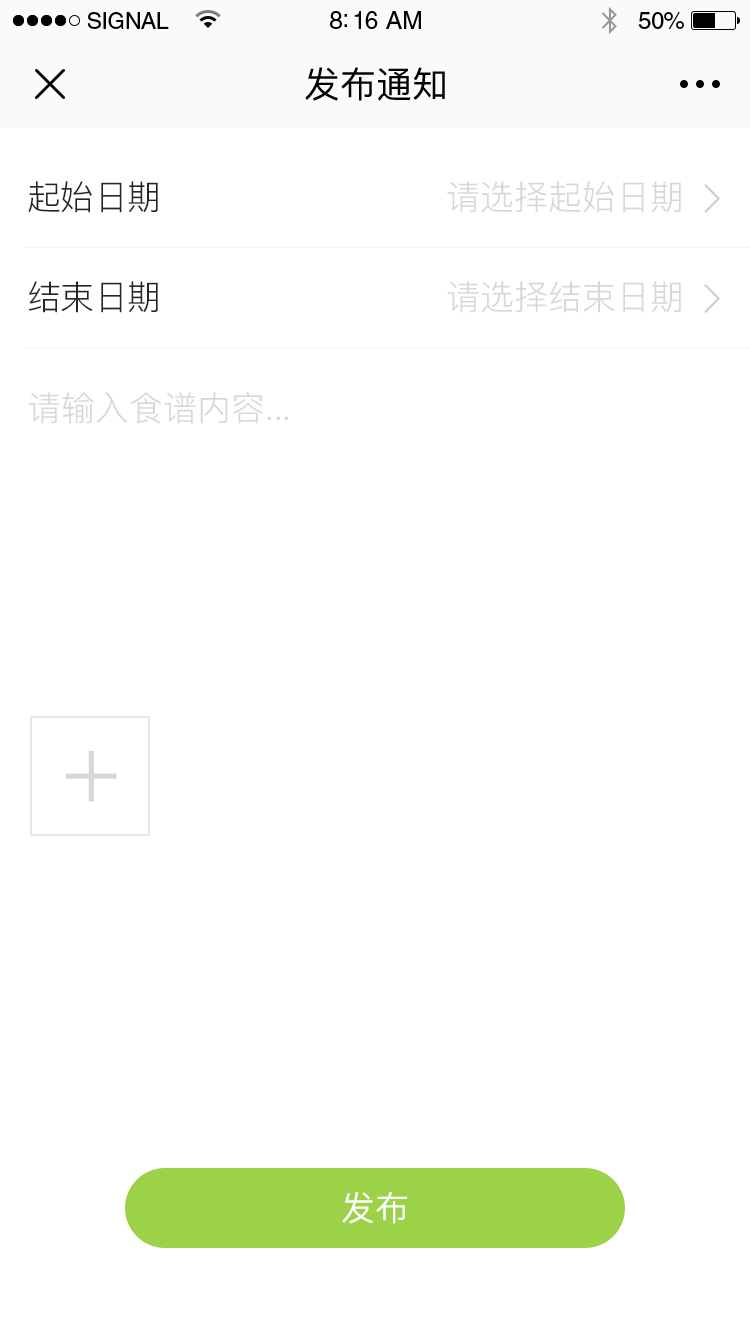 SIGNAL 8:16 AM 50%
发布通知
起始日期 请选择起始日期
结束日期 请选择结束日期
请输入食谱内容...
发布